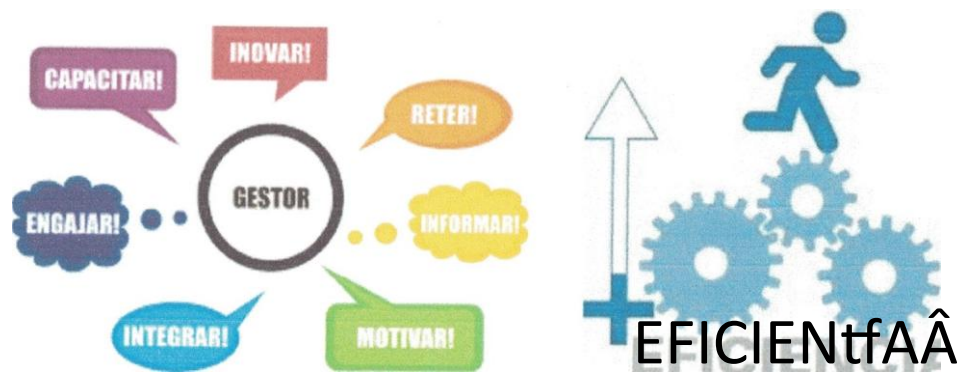 INOVAR!
CAPACITAR!
RETER!
GESTOR
ENGAJAR!
INFORMAR!
INTEGRAR!
MOTIVAR!
EFICIENtfAÂ